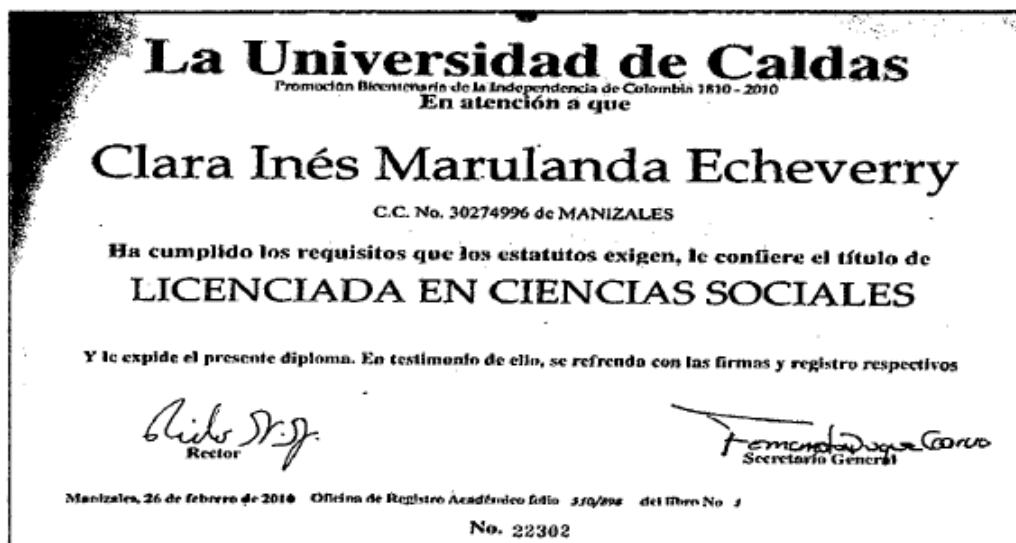 La Universidad de Caldas
Promoción Bicentenario de la Independencia de Colombia 1810 - 2010
En atención a que
Clara Inés Marulanda Echeverry
C.C. No. 30274996 de MANIZALES
Ha cumplido los requisitos que los estatutos exigen, le confiere el título de
LICENCIADA EN CIENCIAS SOCIALES
Y le expide el presente diploma. En testimonio de ello, se refrenda con las firmas y registro respectivos
Rector
Secretario General
Manizales, 26 de febrero de 2010 Oficina de Registro Académico folio del libro No
No. 22302